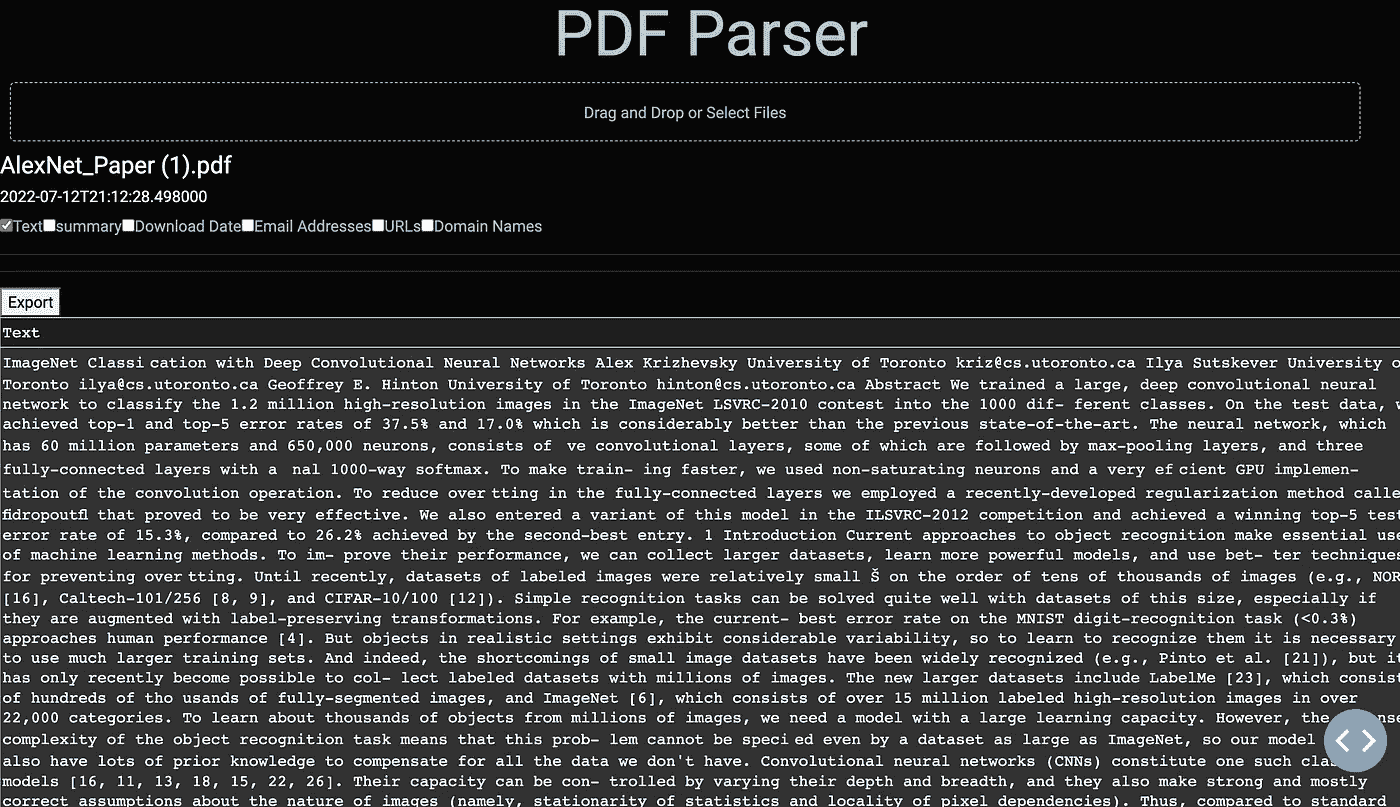 PDF Parser
Drag and Drop or Select Files
AlexNet_Paper (1).pdf
2022-07-12T21:12:28.498000
Text summary Download Date Email Addresses URLs Domain Names
Export
Text
ImageNet Classi cation with Deep Convolutional Neural Networks Alex Krizhevsky University of Toronto kriz@cs.utoronto.ca Ilya Sutskever University
Toronto ilya@cs.utoronto.ca Geoffrey E. Hinton University of Toronto hinton@cs.utoronto.ca Abstract We trained a large, deep convolutional neural
network to classify the 1.2 million high-resolution images in the ImageNet LSVRC-2010 contest into the 1000 dif- ferent classes. On the test data,
achieved top-1 and top-5 error rates of 37.5% and 17.0% which is considerably better than the previous state-of-the-art. The neural network, which
has 60 million parameters and 650,000 neurons, consists of  ve convolutional layers, some of which are followed by max-pooling layers, and three
fully-connected layers with a  nal 1000-way softmax. To make train- ing faster, we used non-saturating neurons and a very ef cient GPU implemen-
tation of the convolution operation. To reduce over tting in the fully-connected layers we employed a recently-developed regularization method calle
ﬁdropoutﬂ that proved to be very effective. We also entered a variant of this model in the ILSVRC-2012 competition and achieved a winning top-5 test
error rate of 15.3%, compared to 26.2% achieved by the second-best entry. 1 Introduction Current approaches to object recognition make essential use
of machine learning methods. To im- prove their performance, we can collect larger datasets, learn more powerful models, and use bet- ter techniques
for preventing over tting. Until recently, datasets of labeled images were relatively small Š on the order of tens of thousands of images (e.g., NOR
[16], Caltech-101/256 [8, 9], and CIFAR-10/100 [12]). Simple recognition tasks can be solved quite well with datasets of this size, especially if
they are augmented with label-preserving transformations. For example, the current- best error rate on the MNIST digit-recognition task (<0.3%)
approaches human performance [4]. But objects in realistic settings exhibit considerable variability, so to learn to recognize them it is necessary
to use much larger training sets. And indeed, the shortcomings of small image datasets have been widely recognized (e.g., Pinto et al. [21]), but it
has only recently become possible to col- lect labeled datasets with millions of images. The new larger datasets include LabelMe [23], which consist
of hundreds of tho usands of fully-segmented images, and ImageNet [6], which consists of over 15 million labeled high-resolution images in over
22,000 categories. To learn about thousands of objects from millions of images, we need a model with a large learning capacity. However, the
complexity of the object recognition task means that this prob- lem cannot be speci ed even by a dataset as large as ImageNet, so our model
also have lots of prior knowledge to compensate for all the data we don't have. Convolutional neural networks (CNNs) constitute one such
models [16, 11, 13, 18, 15, 22, 26]. Their capacity can be con- trolled by varying their depth and breadth, and they also make strong and mostly
correct assumptions about the nature of images (namely, stationarity of statistics and locality of pixel dependencies). Thus, compared to standard